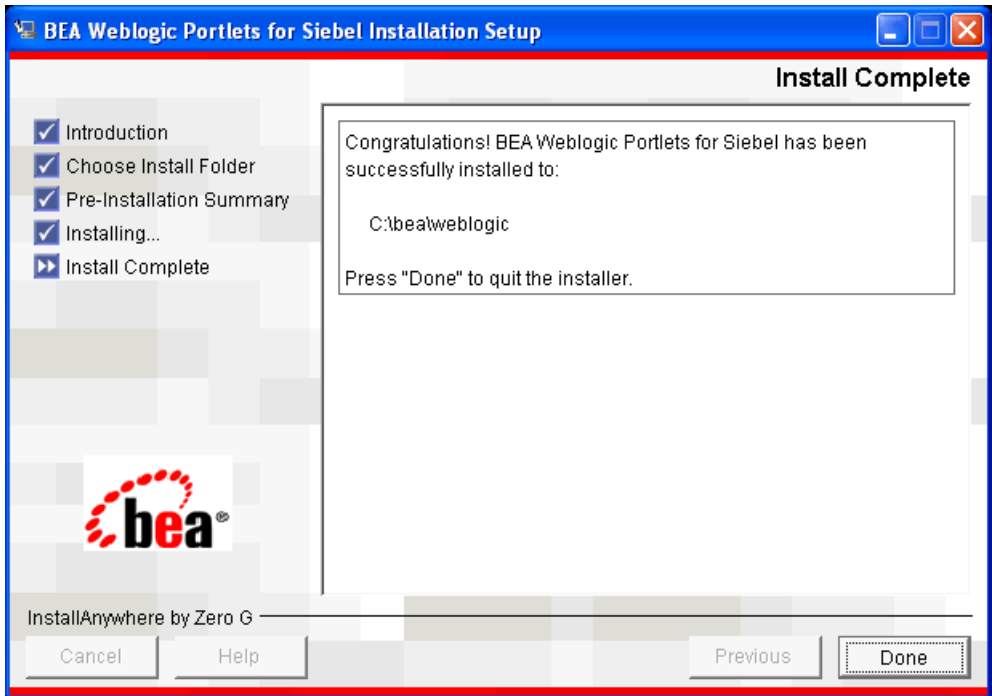 BEA Weblogic Portlets for Siebel Installation Setup
Install Complete
Introduction
Choose Install Folder
Pre-Installation Summary
Installing...
Install Complete
Congratulations! BEA Weblogic Portlets for Siebel has been
successfully installed to:
C:\bea\weblogic
Press "Done" to quit the installer.
bea®
InstallAnywhere by Zero G
Cancel
Help
Previous
Done